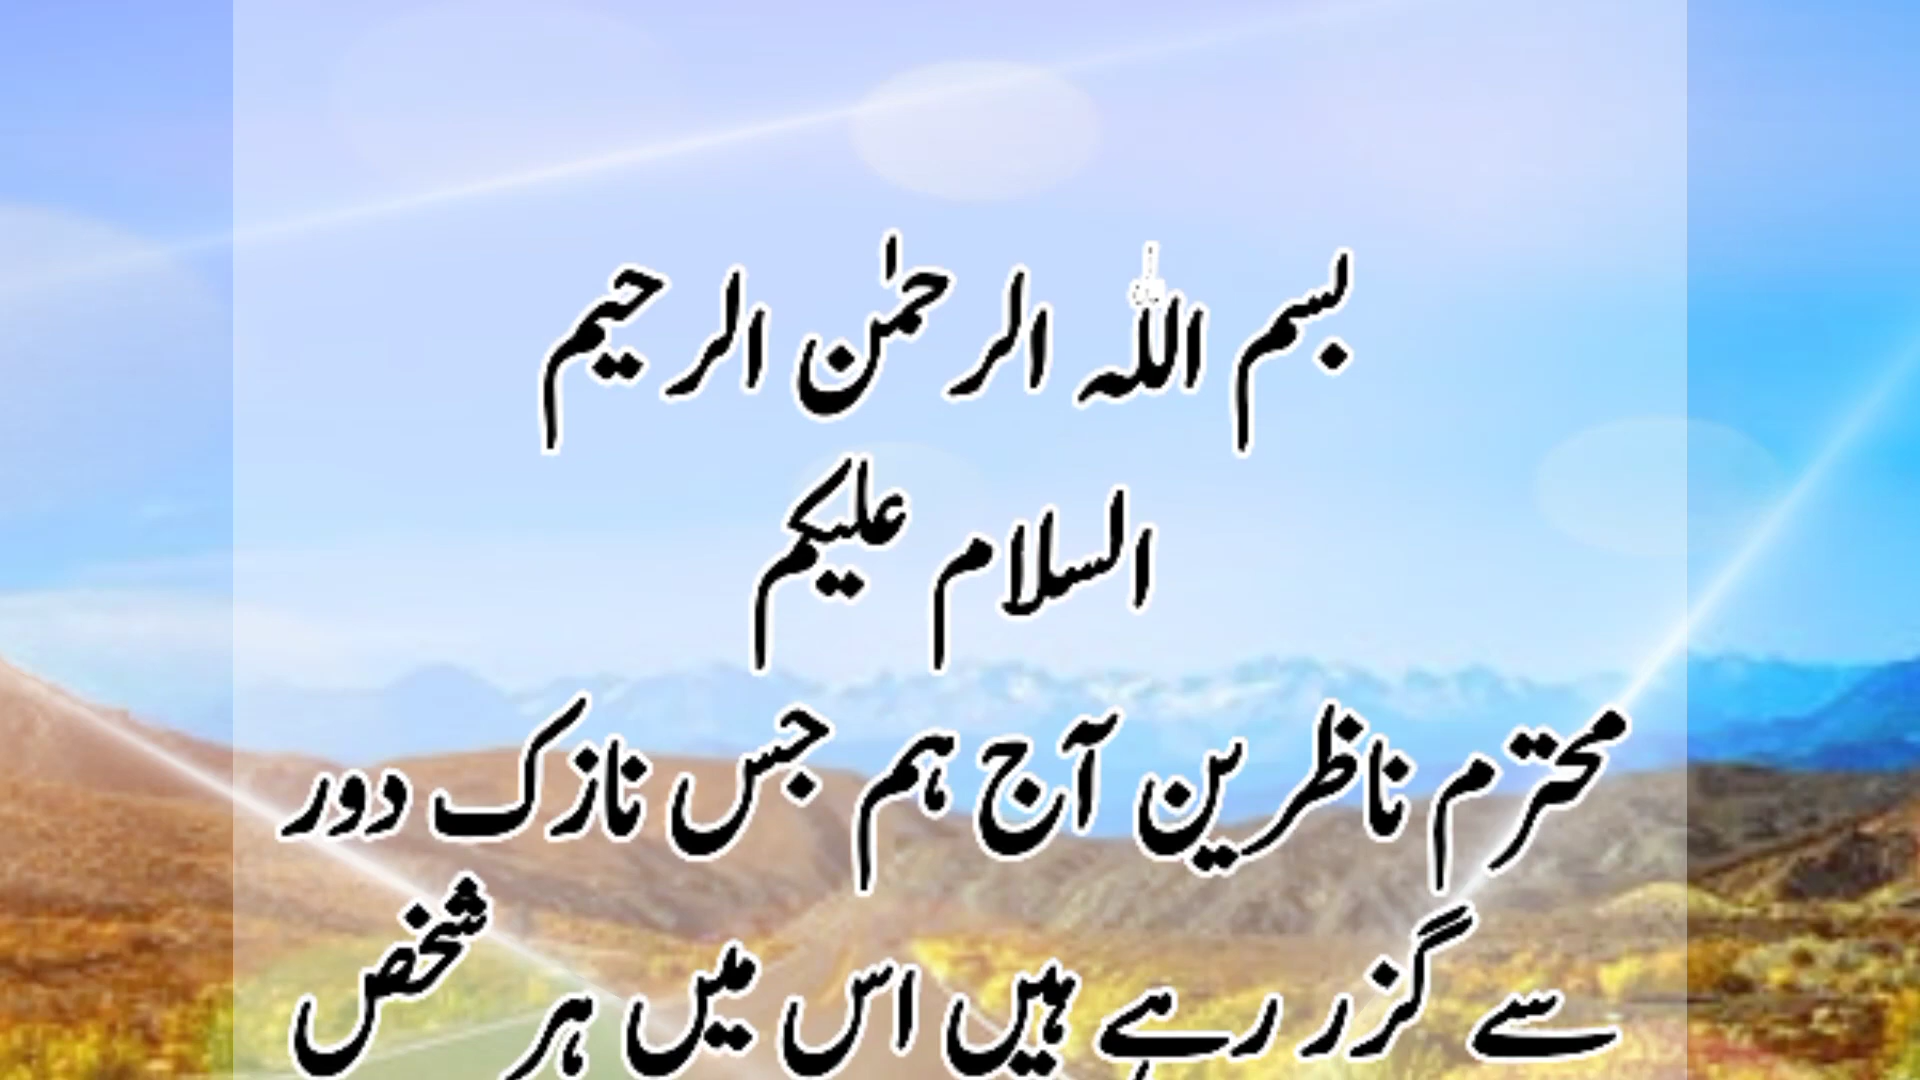 بسم اللہ الرحمٰن الرحیم
السلام علیکم
محترم ناظرین آج ہم جس نازک دور
سے گزر رہے ہیں اس میں ہر شخص